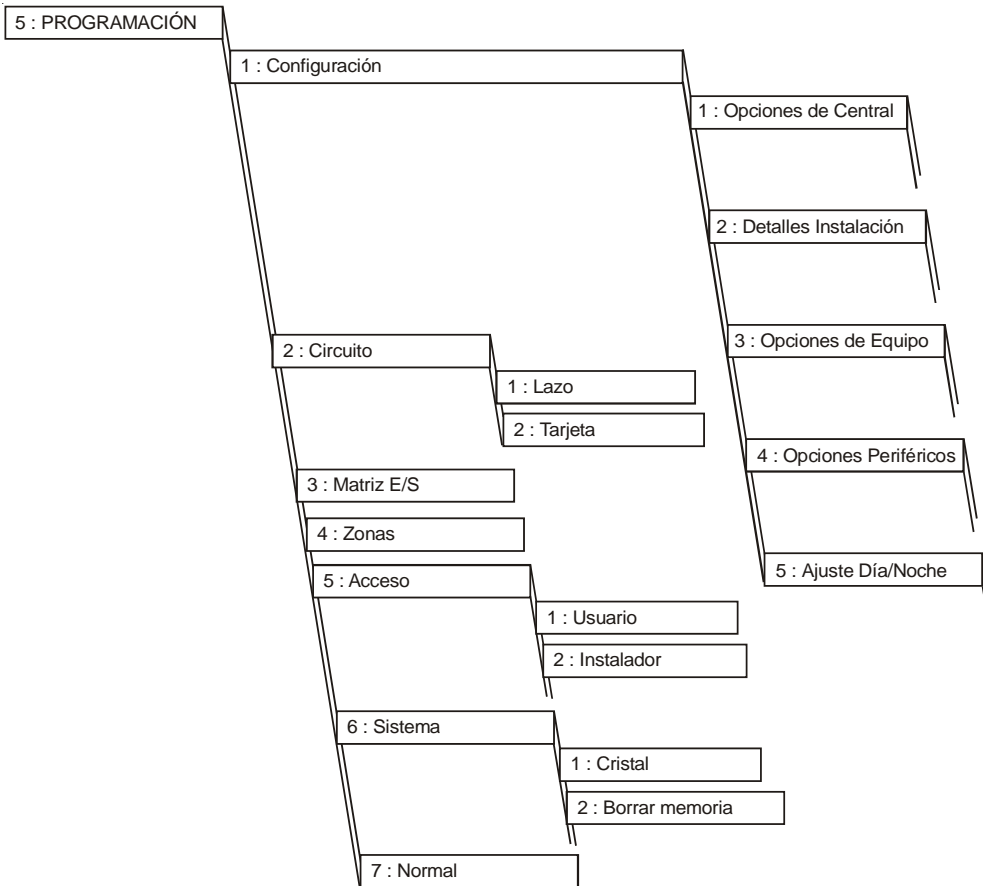 5 : PROGRAMACIÓN
1 : Configuración
1 : Opciones de Central
2 : Detalles Instalación
3 : Opciones de Equipo
4 : Opciones Periféricos
5 : Ajuste Día/Noche
2 : Circuito
1 : Lazo
2 : Tarjeta
3 : Matriz E/S
4 : Zonas
5 : Acceso
1 : Usuario
2 : Instalador
6 : Sistema
1 : Cristal
2 : Borrar memoria
7 : Normal